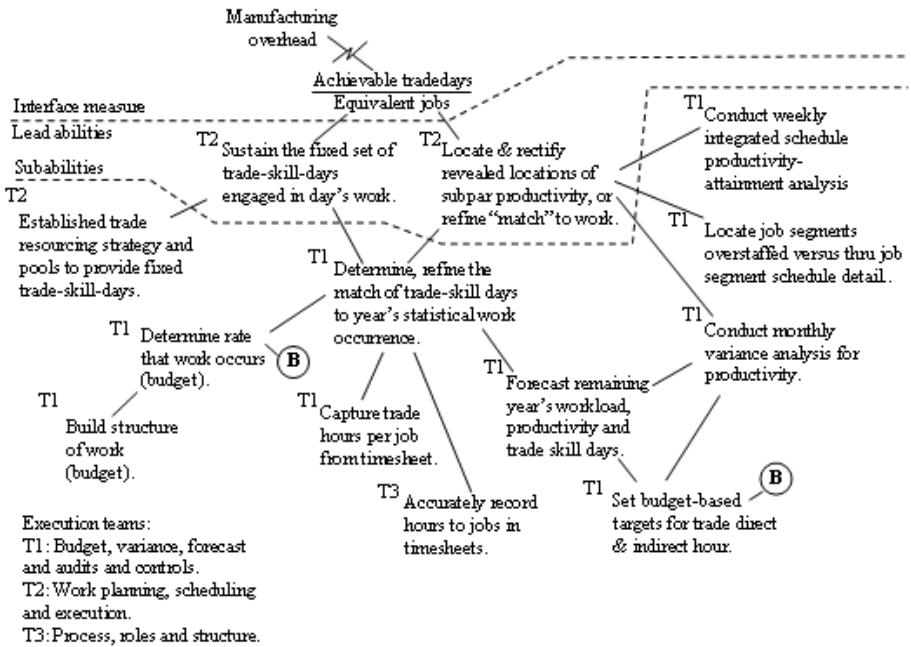 Manufacturing
overhead
Achievable tradedays
Equivalent jobs
Interface measure
Lead abilities
Subabilities
T2
Sustain the fixed set of
trade-skill-days
engaged in day's work.
T2
Locate & rectify
revealed locations of
subpar productivity, or
refine "match" to work.
T1
Conduct weekly
integrated schedule
productivity-
attainment analysis
T2
Established trade
resourcing strategy and
pools to provide fixed
trade-skill-days.
T1
Locate job segments
overstaffed versus thru job
segment schedule detail.
T1
Determine, refine the
match of trade-skill days
to year's statistical work
occurrence.
T1
Determine rate
that work occurs
(budget).
B
T1
Conduct monthly
variance analysis for
productivity.
T1
Build structure
of work
(budget).
T1
Capture trade
hours per job
from timesheet.
T1
Forecast remaining
year's workload,
productivity and
trade skill days.
T3
Accurately record
hours to jobs in
timesheets.
T1
Set budget-based
targets for trade direct
& indirect hour.
B
Execution teams:
T1: Budget, variance, forecast
and audits and controls.
T2: Work planning, scheduling
and execution.
T3: Process, roles and structure.